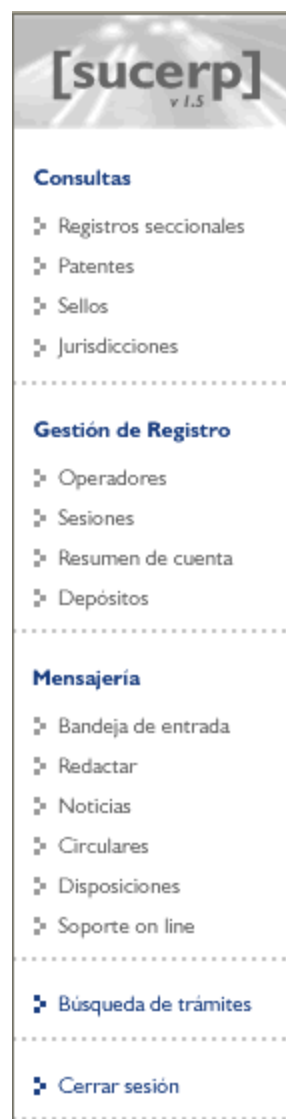 [sucerp]
v 1.5
Consultas
Registros seccionales
Patentes
Sellos
Jurisdicciones
Gestión de Registro
Operadores
Sesiones
Resumen de cuenta
Depósitos
Mensajería
Bandeja de entrada
Redactar
Noticias
Circulares
Disposiciones
Soporte on line
Búsqueda de trámites
Cerrar sesión